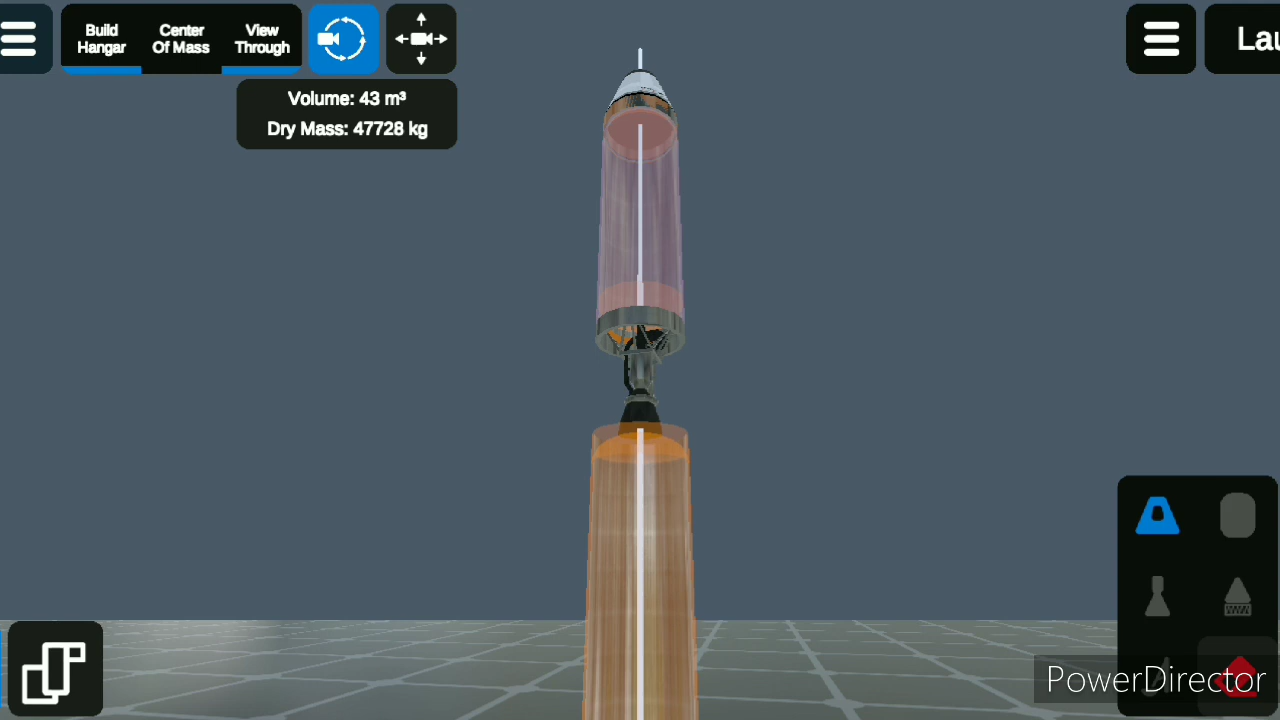 Build
Hangar
Center
Of Mass
View
Through
Volume: 43 m³
Dry Mass: 47728 kg
Lau
PowerDirector